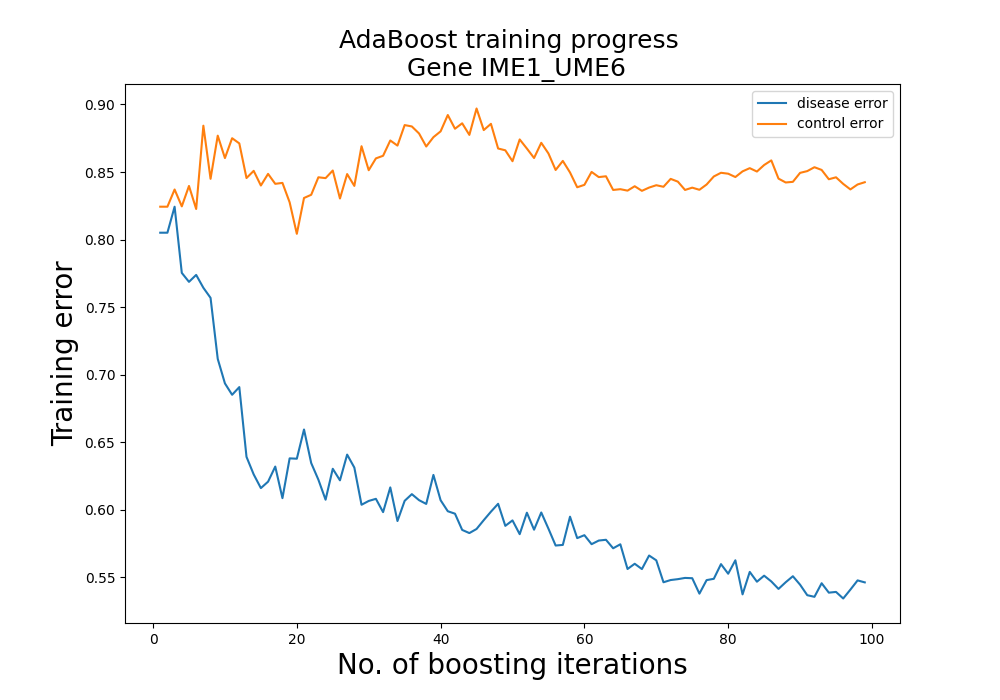 AdaBoost training progress
Gene IME1_UME6
disease error
control error
Training error
0.90
0.85
0.80
0.75
0.70
0.65
0.60
0.55
0
20
40
60
80
100
No. of boosting iterations